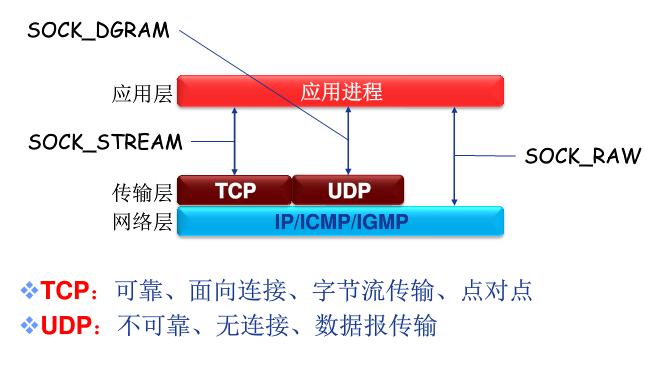 SOCK_DGRAM
应用层 应用进程
SOCK_STREAM
SOCK_RAW
传输层 TCP UDP
网络层 IP/ICMP/IGMP
❖TCP：可靠、面向连接、字节流传输、点对点
❖UDP：不可靠、无连接、数据报传输